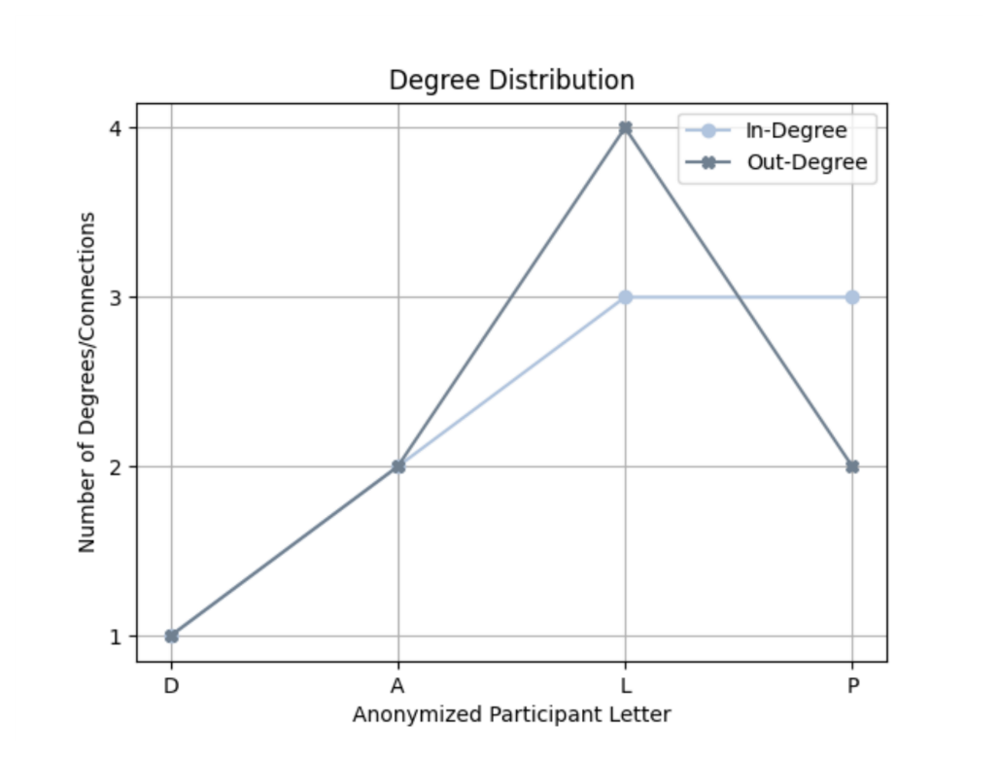 Degree Distribution
In-Degree
Out-Degree
Number of Degrees/Connections
4
3
2
1
D A L P
Anonymized Participant Letter